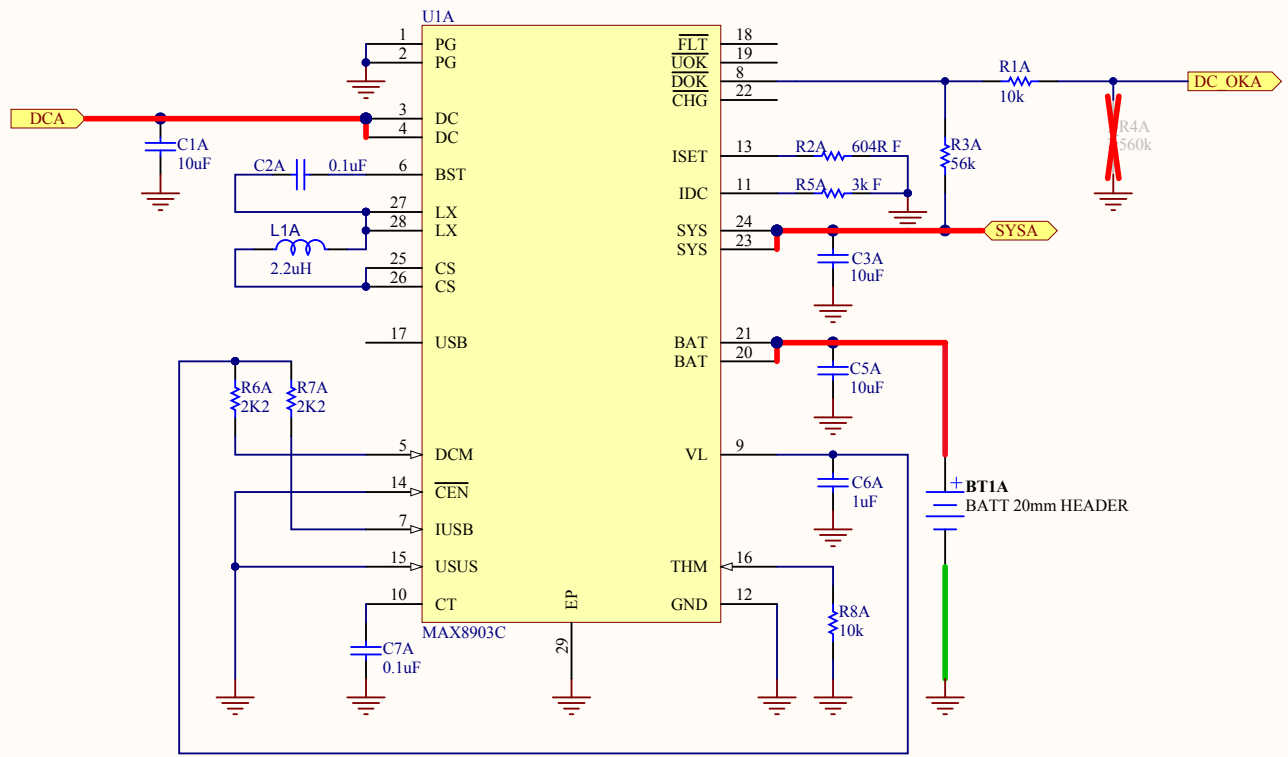 U1A
1 PG
2 PG
3 DC
4 DC
6 BST
27 LX
28 LX
25 CS
26 CS
17 USB
5 DCM
14 CEN
7 IUSB
15 USUS
10 CT
FLT 18
UOK 19
DOK 8
CHG 22
ISET 13
IDC 11
SYS 24
SYS 23
BAT 21
BAT 20
VL 9
THM 16
GND 12
EP
29
MAX8903C
DCA
C1A
10uF
C2A 0.1uF
L1A
2.2uH
R6A
2K2
R7A
2K2
C7A
0.1uF
R1A
10k
DC_OKA
R4A
560k
R3A
56k
R2A 604R F
R5A 3k F
SYSA
C3A
10uF
C5A
10uF
C6A
1uF
+ BT1A
BATT 20mm HEADER
R8A
10k